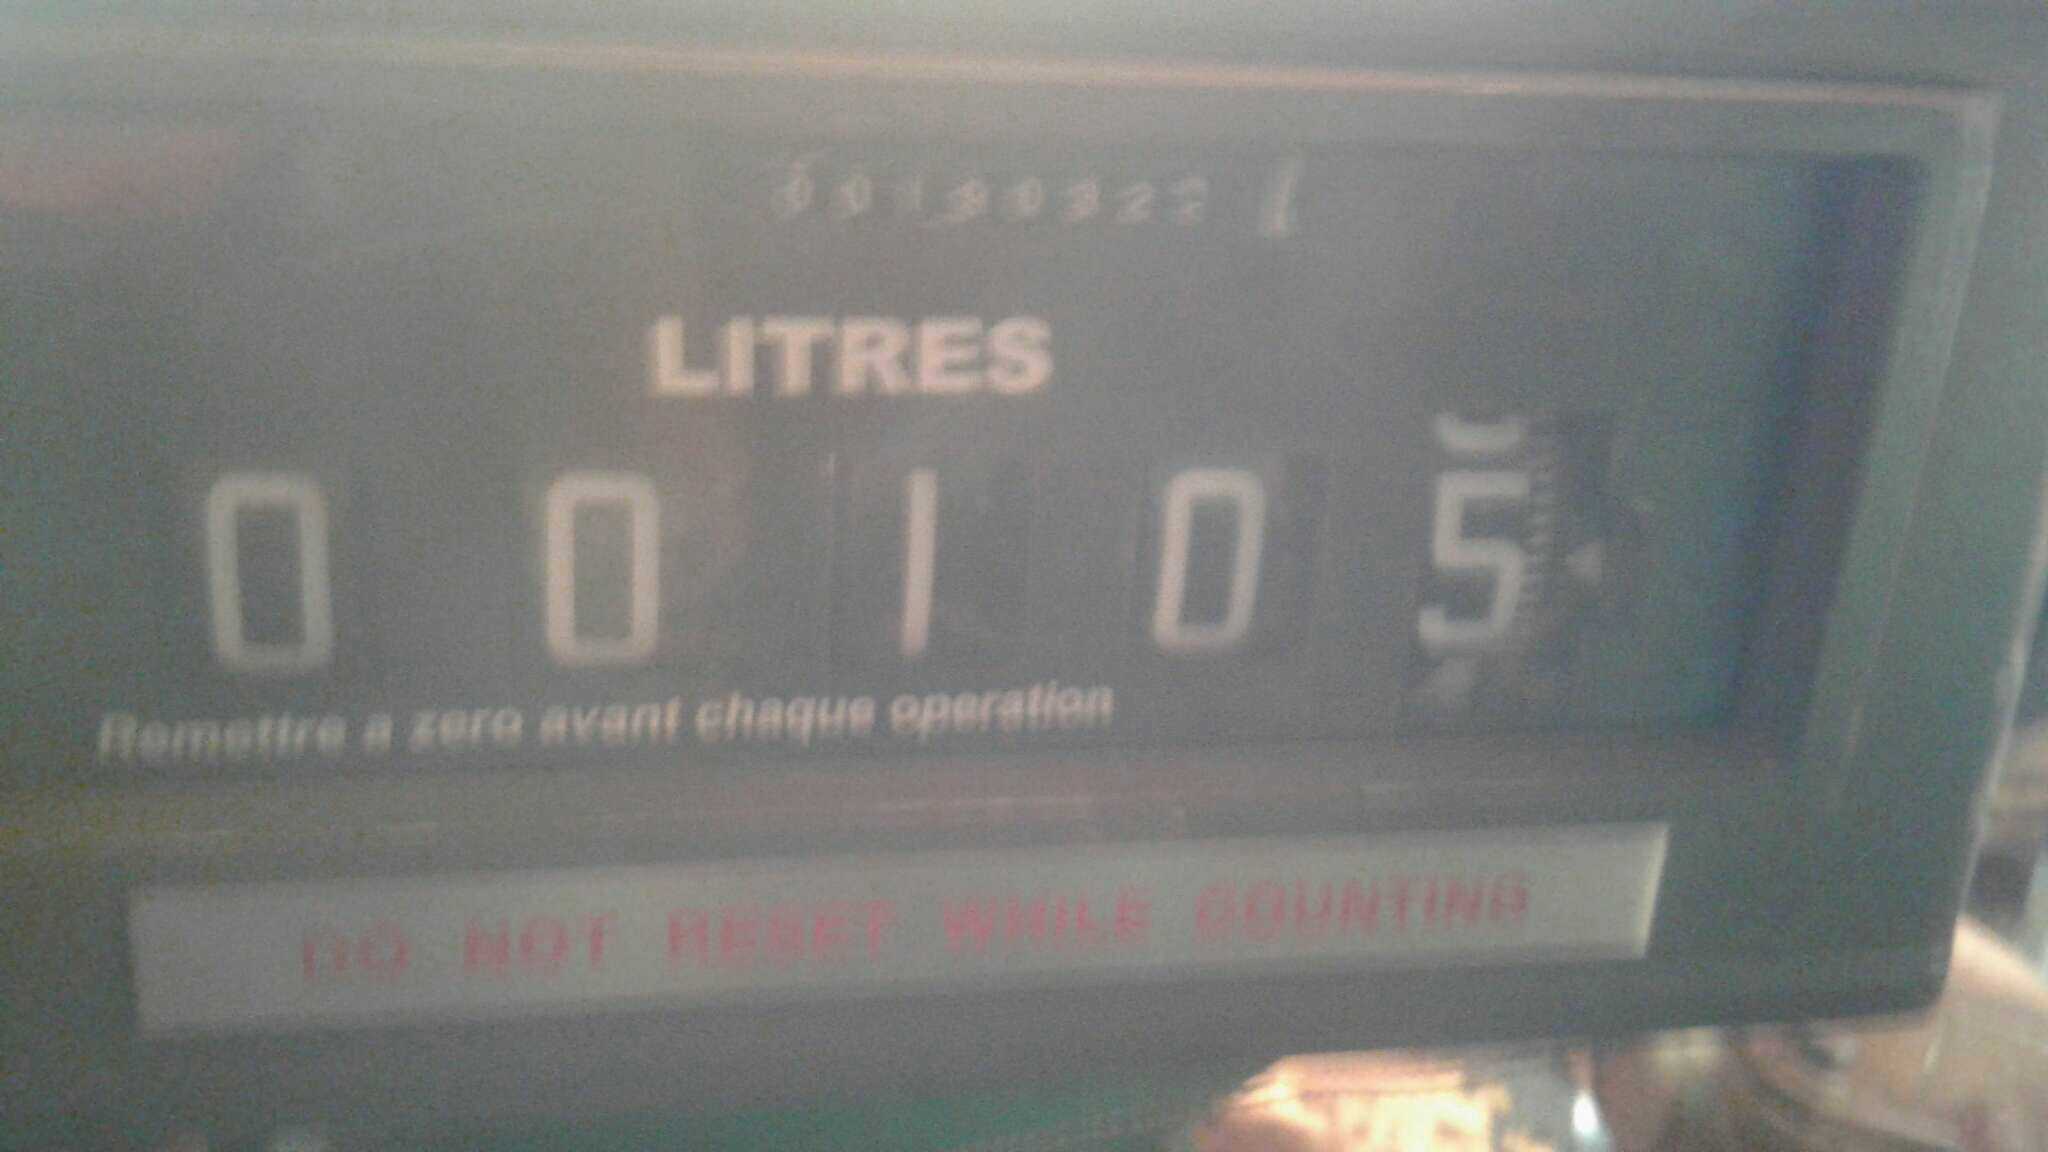 LITRES
0 0 1 0 5
Remettre a zero avant chaque operation
DO NOT RESET WHILE COUNTING